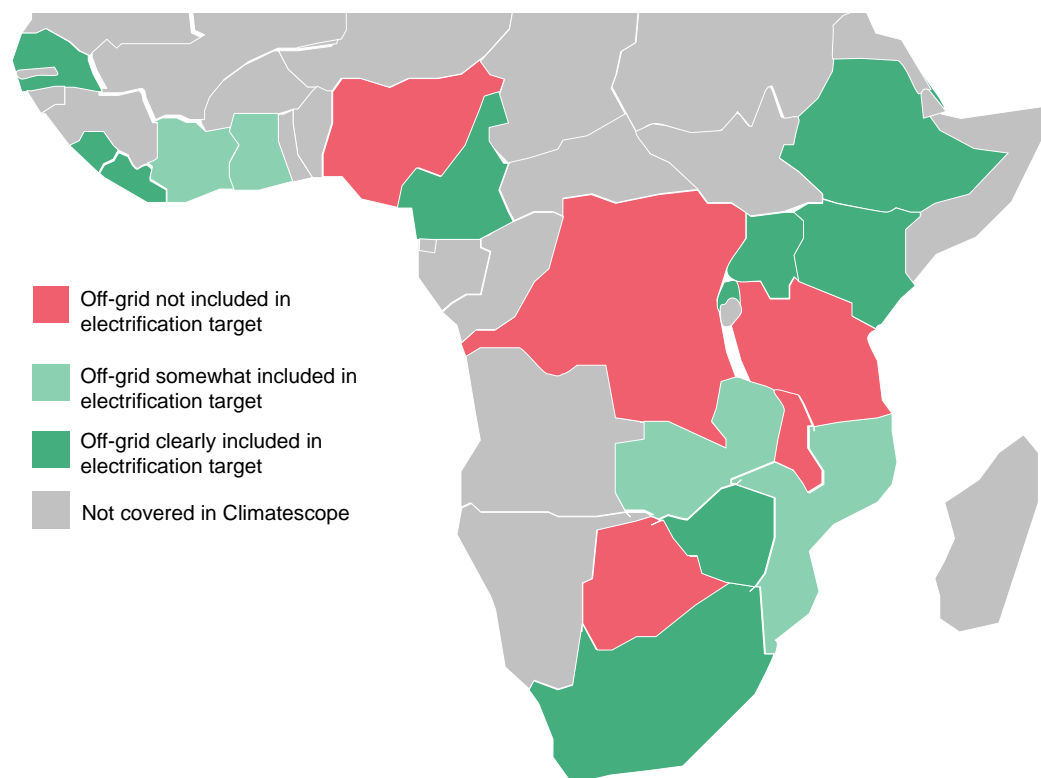 Off-grid not included in
electrification target
Off-grid somewhat included in
electrification target
Off-grid clearly included in
electrification target
Not covered in Climatescope